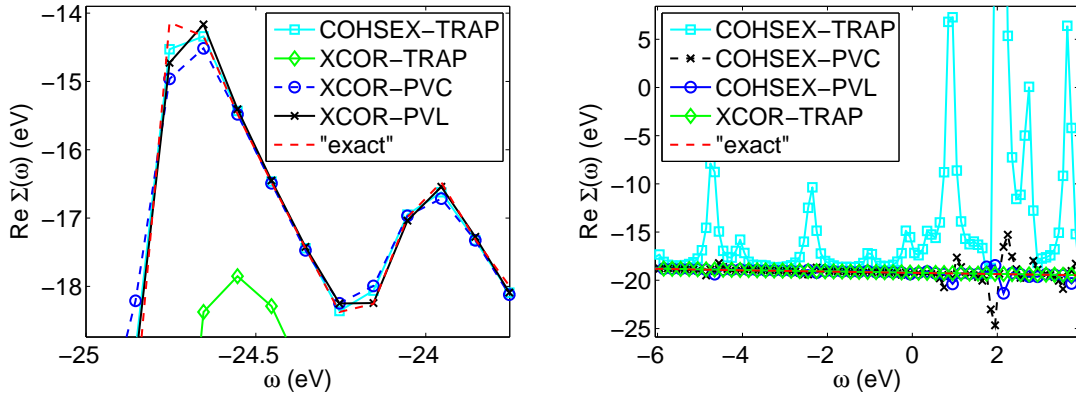 −14
−15
−16
−17
−18
−25
−24.5
−24
ω (eV)
Re Σ(ω) (eV)
COHSEX−TRAP
XCOR−TRAP
XCOR−PVC
XCOR−PVL
"exact"
5
0
−5
−10
−15
−20
−25
−6
−4
−2
0
2
ω (eV)
Re Σ(ω) (eV)
COHSEX−TRAP
COHSEX−PVC
COHSEX−PVL
XCOR−TRAP
"exact"